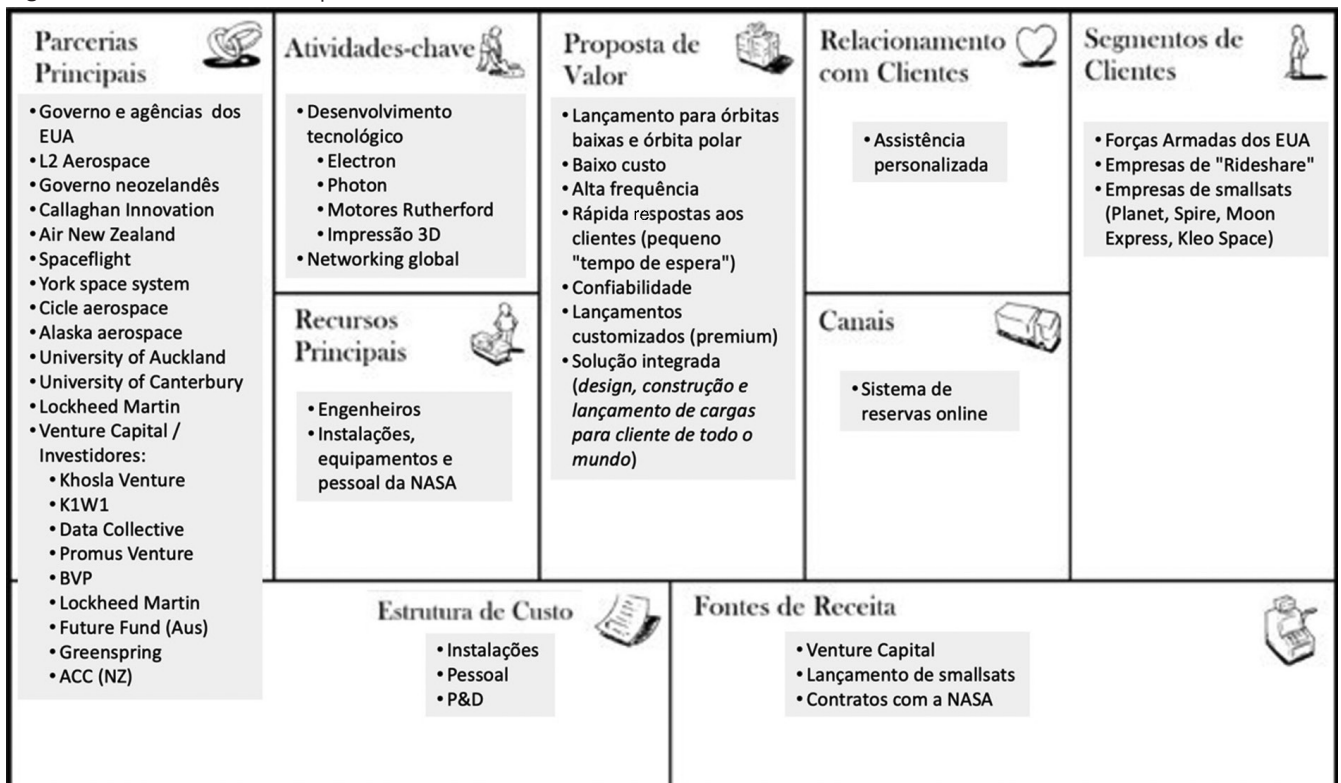 Parcerias
Principais
• Governo e agências dos
EUA
• L2 Aerospace
• Governo neozelandês
• Callaghan Innovation
• Air New Zealand
• Spaceflight
• York space system
• Cicle aerospace
• Alaska aerospace
• University of Auckland
• University of Canterbury
• Lockheed Martin
• Venture Capital /
Investidores:
• Khosla Venture
• K1W1
• Data Collective
• Promus Venture
• BVP
• Lockheed Martin
• Future Fund (Aus)
• Greenspring
• ACC (NZ)
Atividades-chave
• Desenvolvimento
tecnológico
• Electron
• Photon
• Motores Rutherford
• Impressão 3D
• Networking global
Recursos
Principais
• Engenheiros
• Instalações,
equipamentos e
pessoal da NASA
Proposta de
Valor
• Lançamento para órbitas
baixas e órbita polar
• Baixo custo
• Alta frequência
• Rápida respostas aos
clientes (pequeno
"tempo de espera")
• Confiabilidade
• Lançamentos
customizados (premium)
• Solução integrada
(design, construção e
lançamento de cargas
para cliente de todo o
mundo)
Relacionamento
com Clientes
• Assistência
personalizada
Canais
• Sistema de
reservas online
Segmentos de
Clientes
• Forças Armadas dos EUA
• Empresas de "Rideshare"
• Empresas de smallsats
(Planet, Spire, Moon
Express, Kleo Space)
Estrutura de Custo
• Instalações
• Pessoal
• P&D
Fontes de Receita
• Venture Capital
• Lançamento de smallsats
• Contratos com a NASA